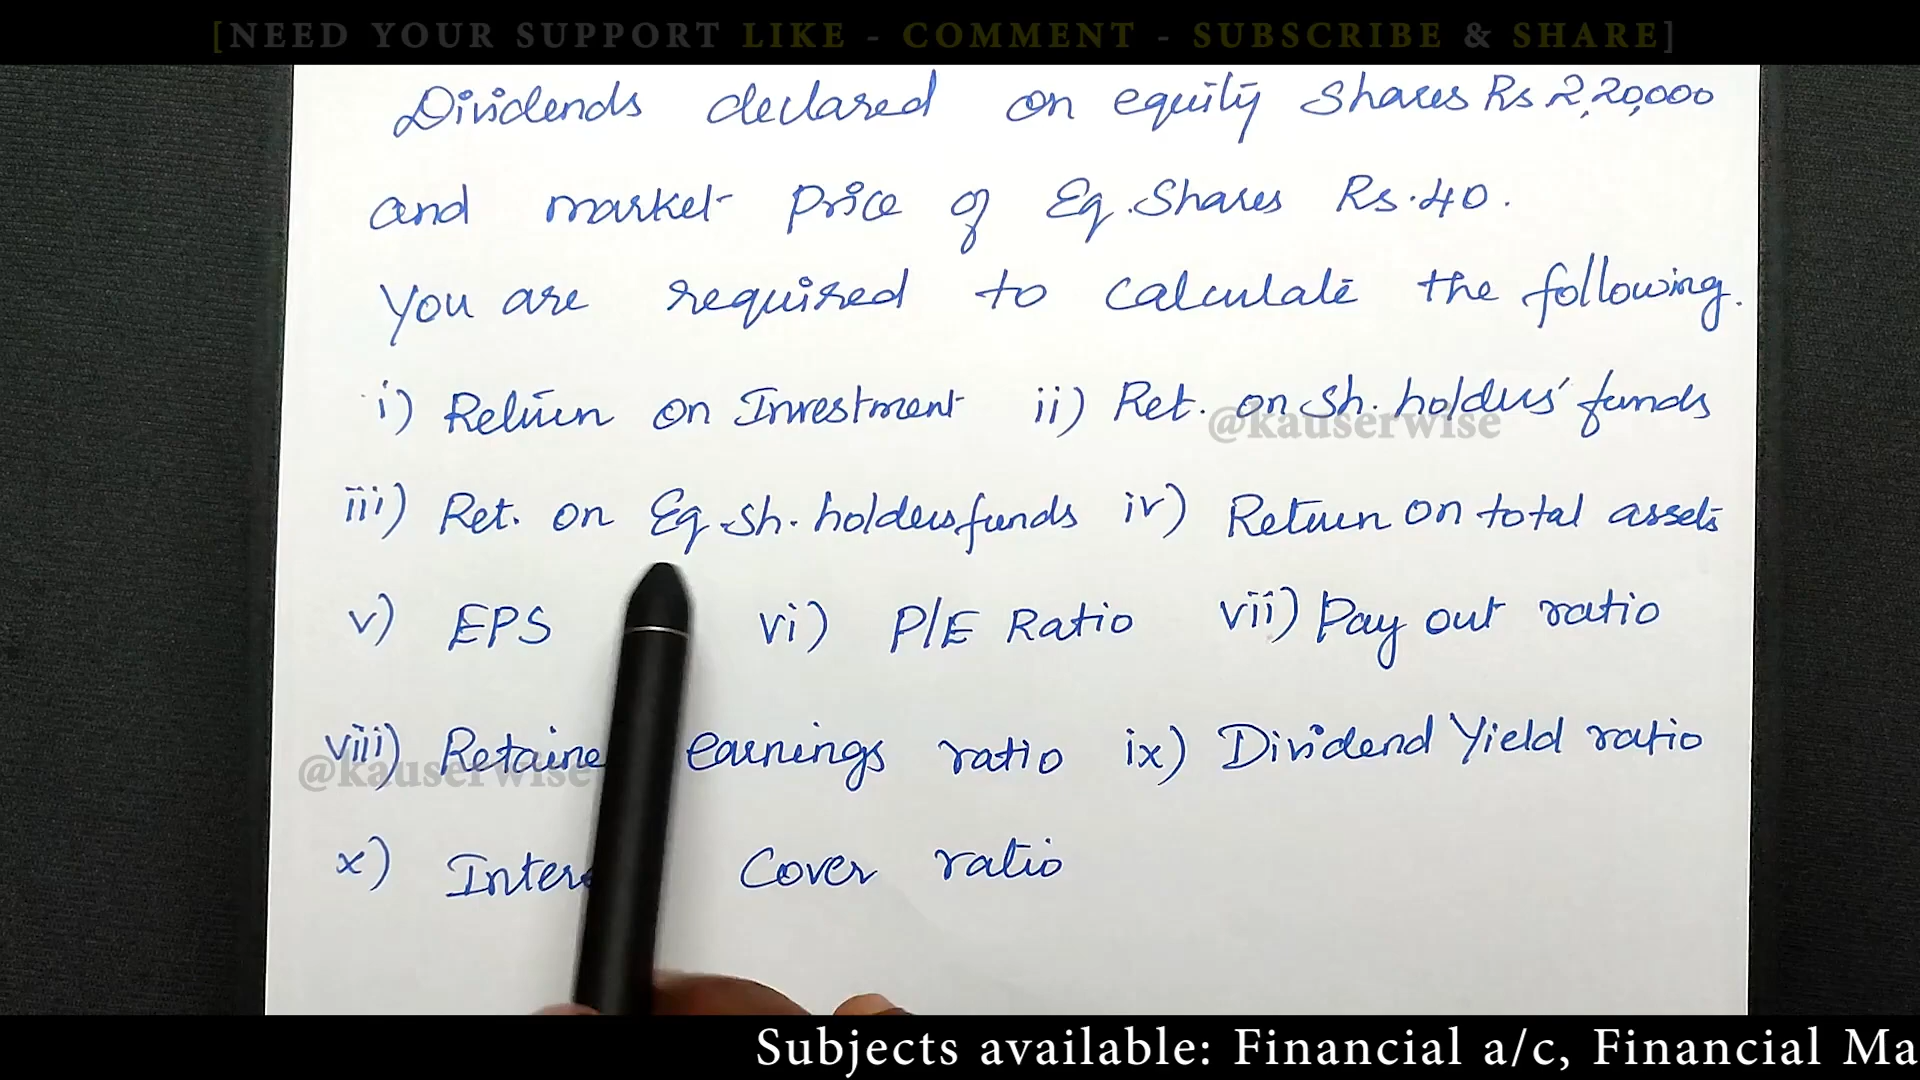 [NEED YOUR SUPPORT LIKE - COMMENT - SUBSCRIBE & SHARE]
Dividends declared on equity Shares Rs 2,20,000
and market price of Eq. Shares Rs. 40.
You are required to calculate the following.
i) Return on Investment ii) Ret. on Sh. holders' funds
@kauserwise
iii) Ret. on Eq. Sh. holders funds iv) Return on total assets
v) EPS vi) P/E Ratio vii) Pay out ratio
viii) Retaine earnings ratio ix) Dividend Yield ratio
@kauserwise
x) Inter Cover ratio
Subjects available: Financial a/c, Financial Ma